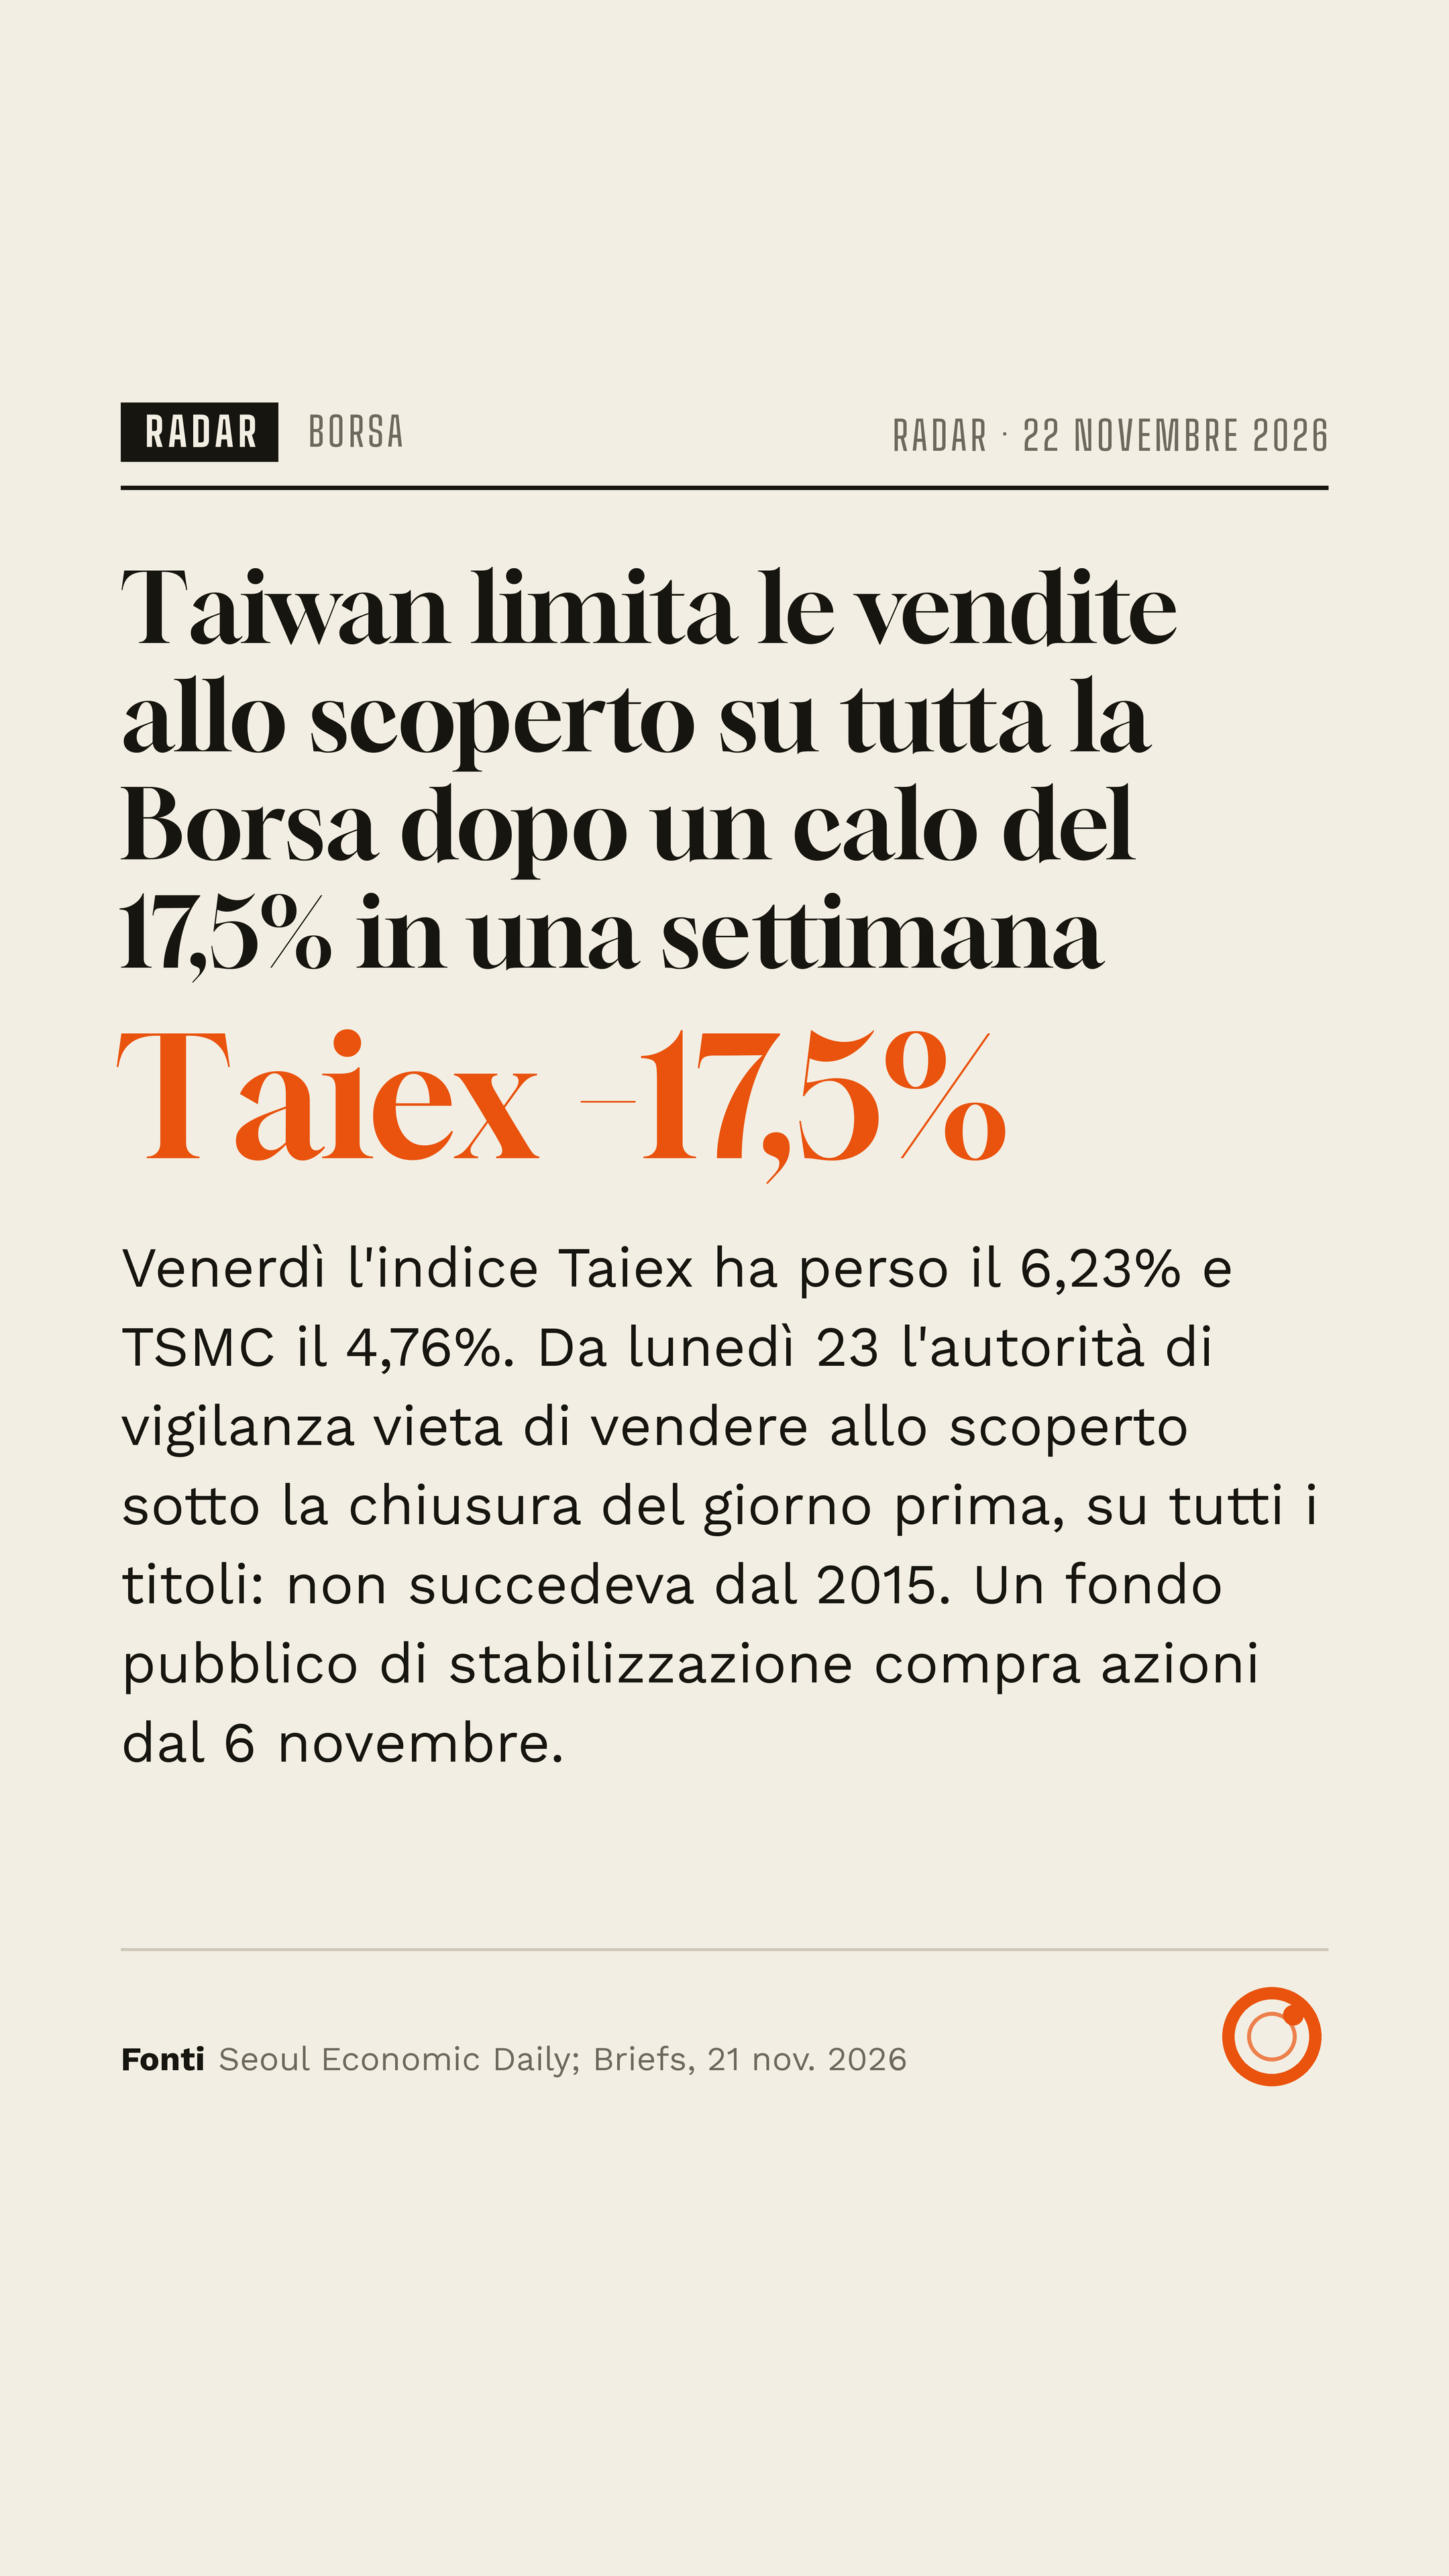 RADAR BORSA RADAR · 22 NOVEMBRE 2026
Taiwan limita le vendite
allo scoperto su tutta la
Borsa dopo un calo del
17,5% in una settimana
Taiex –17,5%
Venerdì l'indice Taiex ha perso il 6,23% e
TSMC il 4,76%. Da lunedì 23 l'autorità di
vigilanza vieta di vendere allo scoperto
sotto la chiusura del giorno prima, su tutti i
titoli: non succedeva dal 2015. Un fondo
pubblico di stabilizzazione compra azioni
dal 6 novembre.
Fonti Seoul Economic Daily; Briefs, 21 nov. 2026